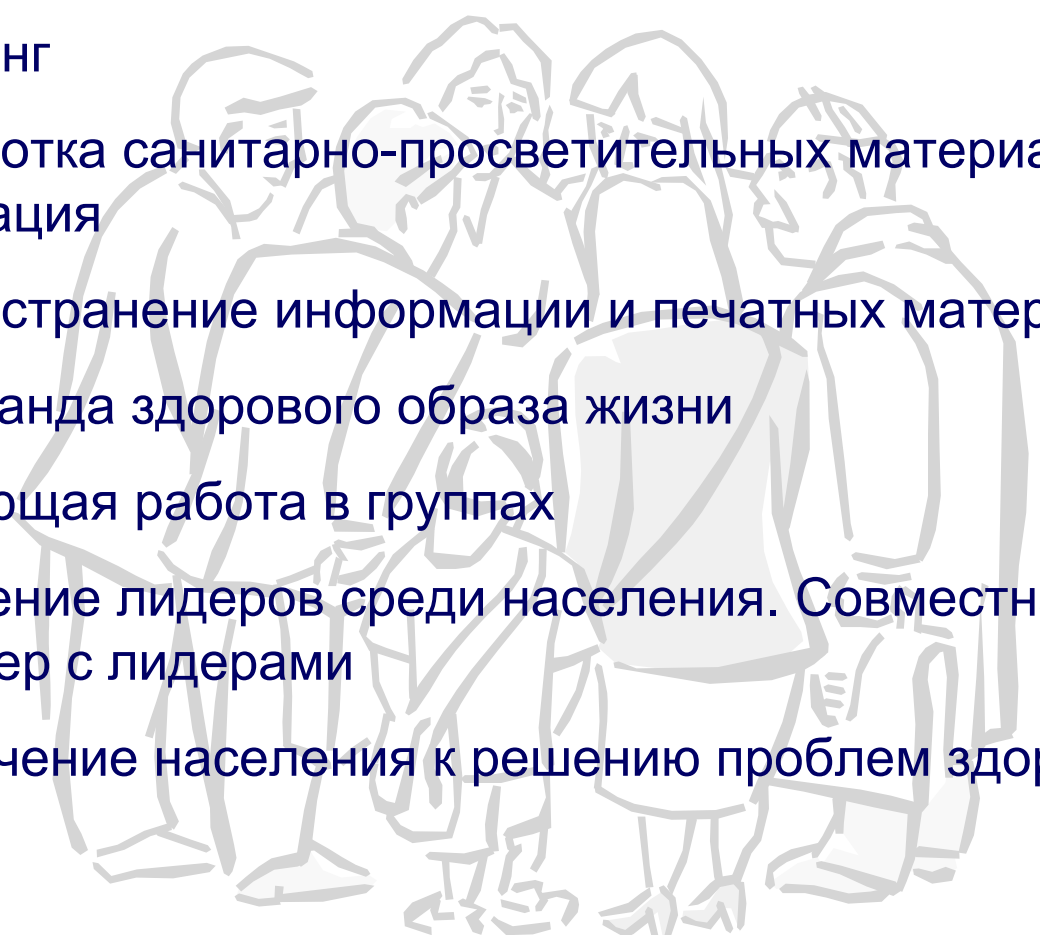 нг
отка санитарно-просветительных материа
ация
странение информации и печатных матер
анда здорового образа жизни
ющая работа в группах
ение лидеров среди населения. Совместн
ер с лидерами
чение населения к решению проблем здор